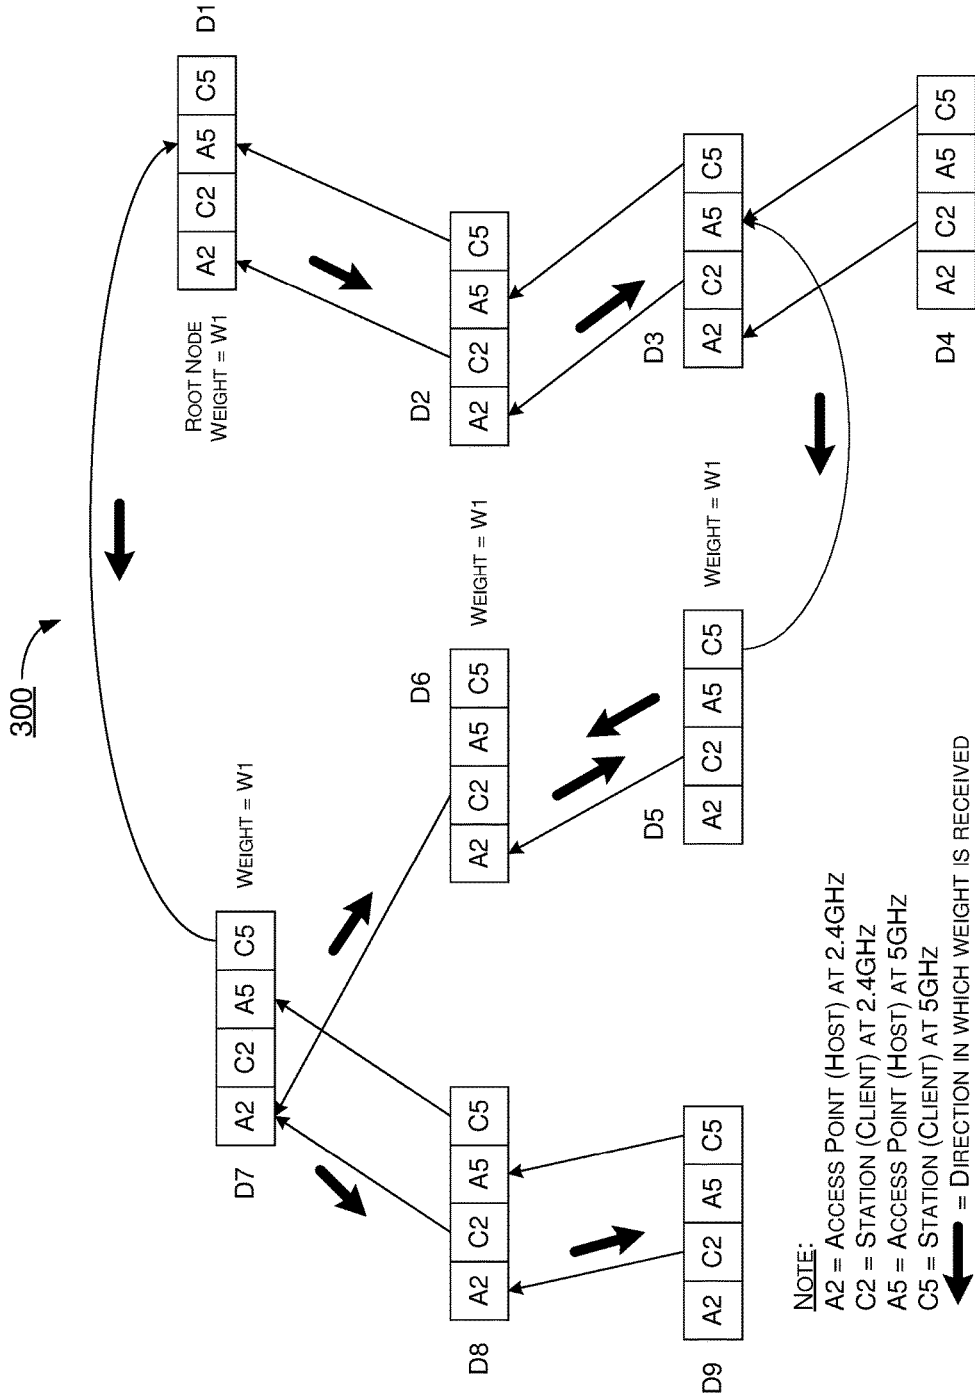 300
D1
A2 C2 A5 C5
ROOT NODE
WEIGHT = W1
D7
A2 C2 A5 C5
WEIGHT = W1
D2
A2 C2 A5 C5
D6
A2 C2 A5 C5
WEIGHT = W1
D8
A2 C2 A5 C5
D3
A2 C2 A5 C5
D5
A2 C2 A5 C5
WEIGHT = W1
D9
A2 C2 A5 C5
D4
A2 C2 A5 C5
NOTE:
A2 = ACCESS POINT (HOST) AT 2.4GHZ
C2 = STATION (CLIENT) AT 2.4GHZ
A5 = ACCESS POINT (HOST) AT 5GHZ
C5 = STATION (CLIENT) AT 5GHZ
= DIRECTION IN WHICH WEIGHT IS RECEIVED